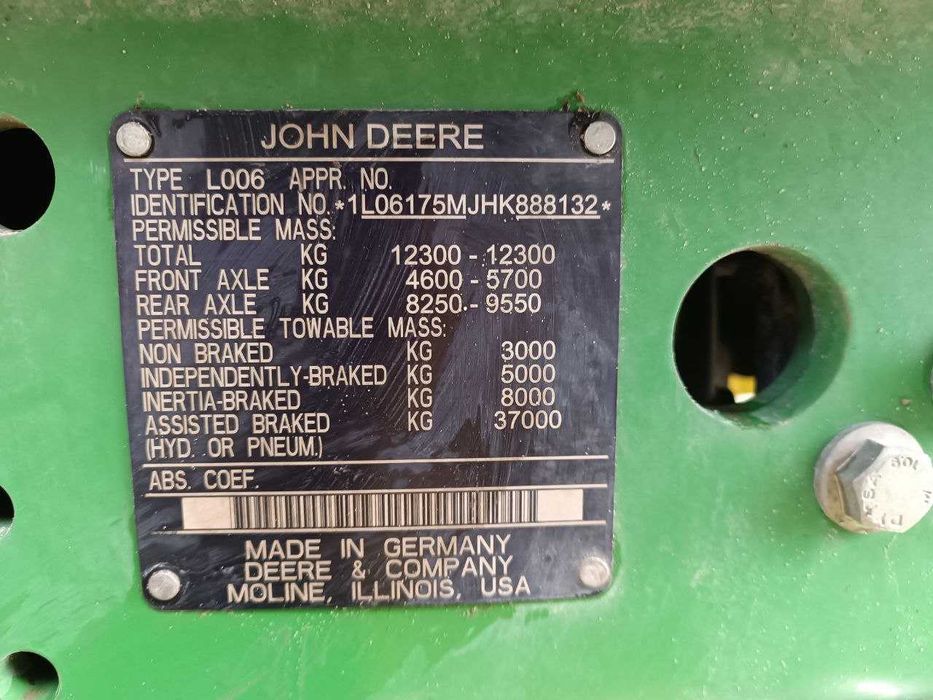 JOHN DEERE
TYPE L006 APPR. NO.
IDENTIFICATION NO.*1L06175MJHK888132*
PERMISSIBLE MASS:
TOTAL KG 12300 - 12300
FRONT AXLE KG 4600 - 5700
REAR AXLE KG 8250 - 9550
PERMISSIBLE TOWABLE MASS:
NON BRAKED KG 3000
INDEPENDENTLY-BRAKED KG 5000
INERTIA-BRAKED KG 8000
ASSISTED BRAKED KG 37000
(HYD. OR PNEUM.)
ABS. COEF.
MADE IN GERMANY
DEERE & COMPANY
MOLINE, ILLINOIS, USA